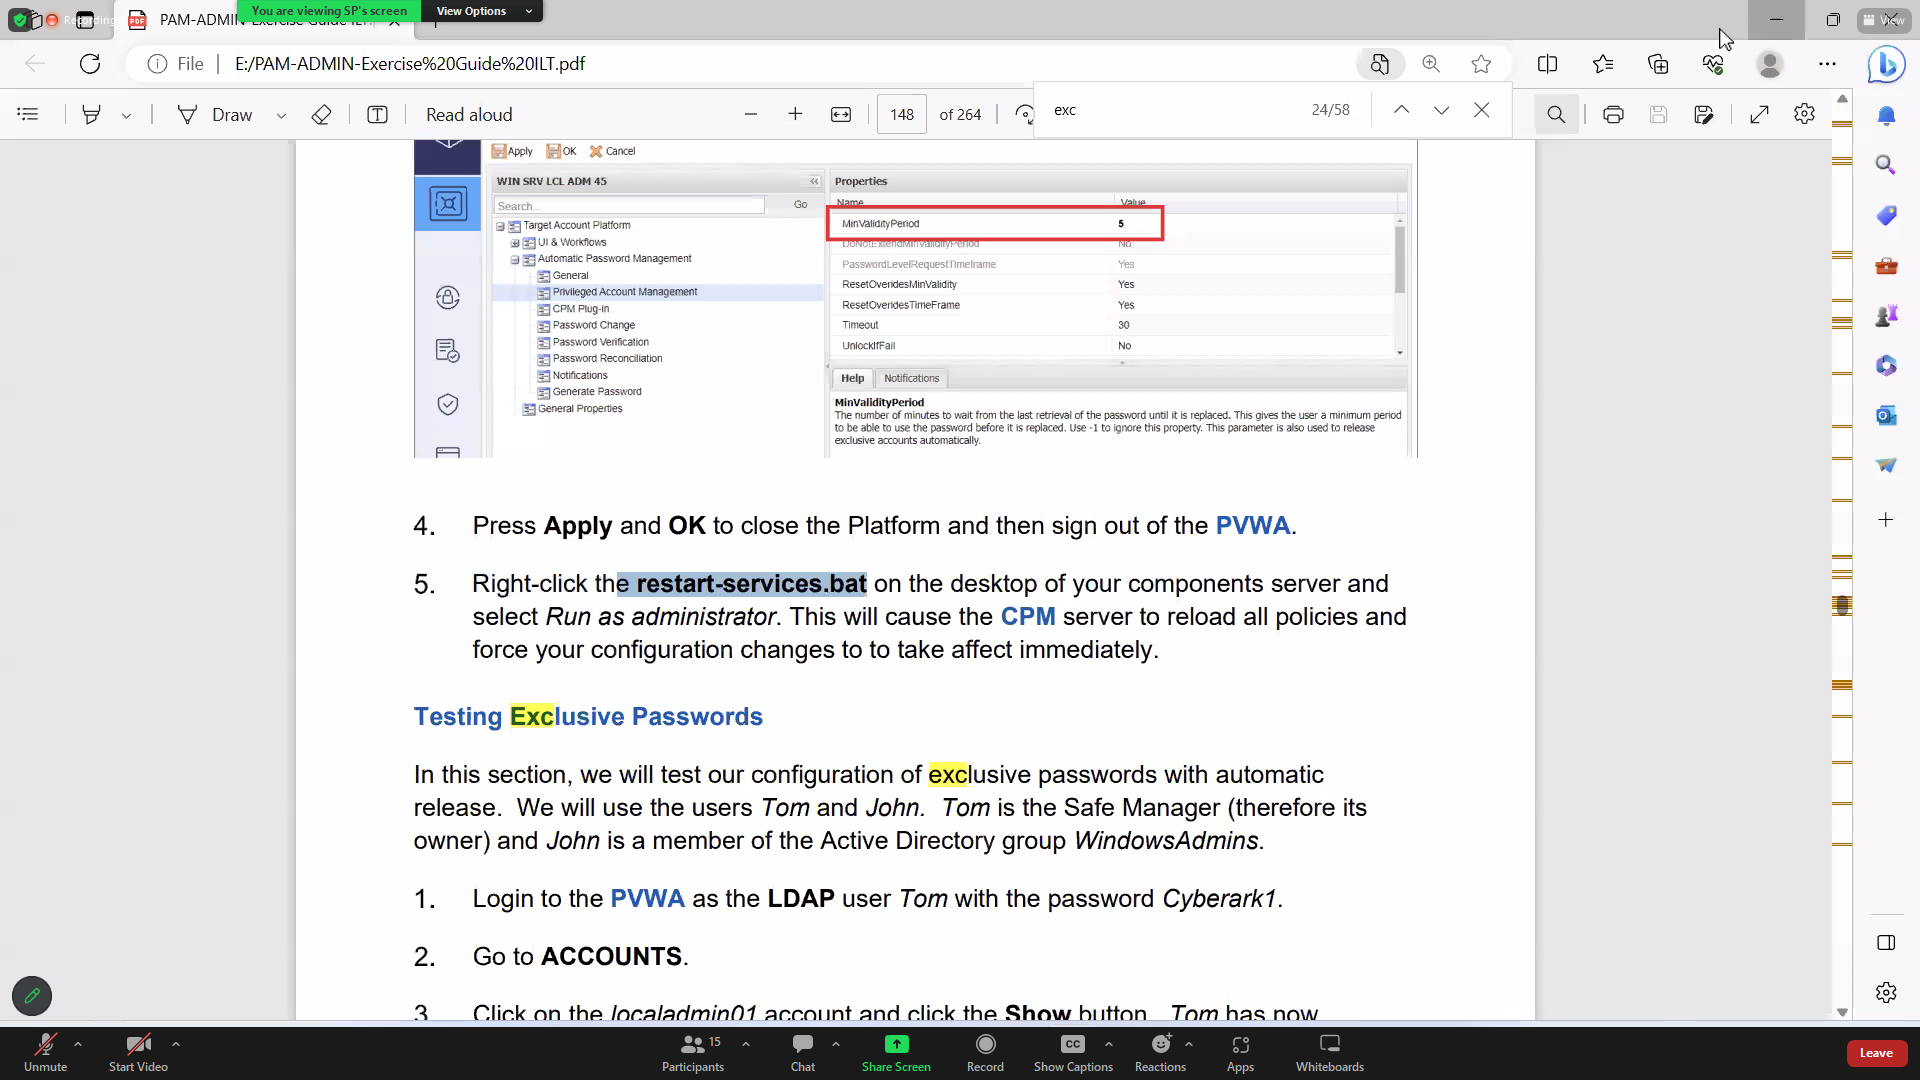 Recording
PAM-ADMIN-Exercise Guide ILT.
You are viewing SP's screen
View Options
View
File
E:/PAM-ADMIN-Exercise%20Guide%20ILT.pdf
Draw
Read aloud
148
of 264
exc
24/58
Apply
OK
Cancel
WIN SRV LCL ADM 45
Search...
Go
Target Account Platform
UI & Workflows
Automatic Password Management
General
Privileged Account Management
CPM Plug-in
Password Change
Password Verification
Password Reconciliation
Notifications
Generate Password
General Properties
Properties
Name Value
MinValidityPeriod 5
DoNotExtendMinValidityPeriod No
PasswordLevelRequestTimeframe Yes
ResetOveridesMinValidity Yes
ResetOveridesTimeFrame Yes
Timeout 30
UnlockIfFail No
Help
Notifications
MinValidityPeriod
The number of minutes to wait from the last retrieval of the password until it is replaced. This gives the user a minimum period
to be able to use the password before it is replaced. Use -1 to ignore this property. This parameter is also used to release
exclusive accounts automatically.
4. Press Apply and OK to close the Platform and then sign out of the PVWA.
5. Right-click the restart-services.bat on the desktop of your components server and
select Run as administrator. This will cause the CPM server to reload all policies and
force your configuration changes to to take affect immediately.
Testing Exclusive Passwords
In this section, we will test our configuration of exclusive passwords with automatic
release. We will use the users Tom and John. Tom is the Safe Manager (therefore its
owner) and John is a member of the Active Directory group WindowsAdmins.
1. Login to the PVWA as the LDAP user Tom with the password Cyberark1.
2. Go to ACCOUNTS.
3. Click on the localadmin01 account and click the Show button. Tom has now
Unmute
Start Video
15
Participants
Chat
Share Screen
Record
CC
Show Captions
Reactions
Apps
Whiteboards
Leave